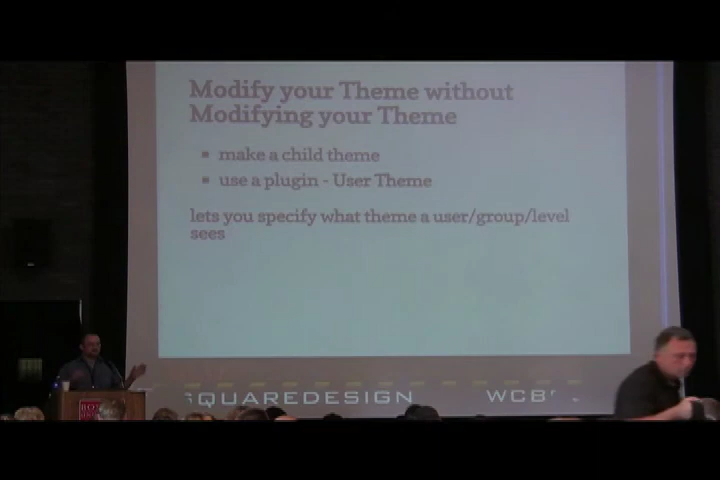 Modify your Theme without
Modifying your Theme
make a child theme
use a plugin - User Theme
lets you specify what theme a user/group/level
sees
SQUAREDESIGN WCB